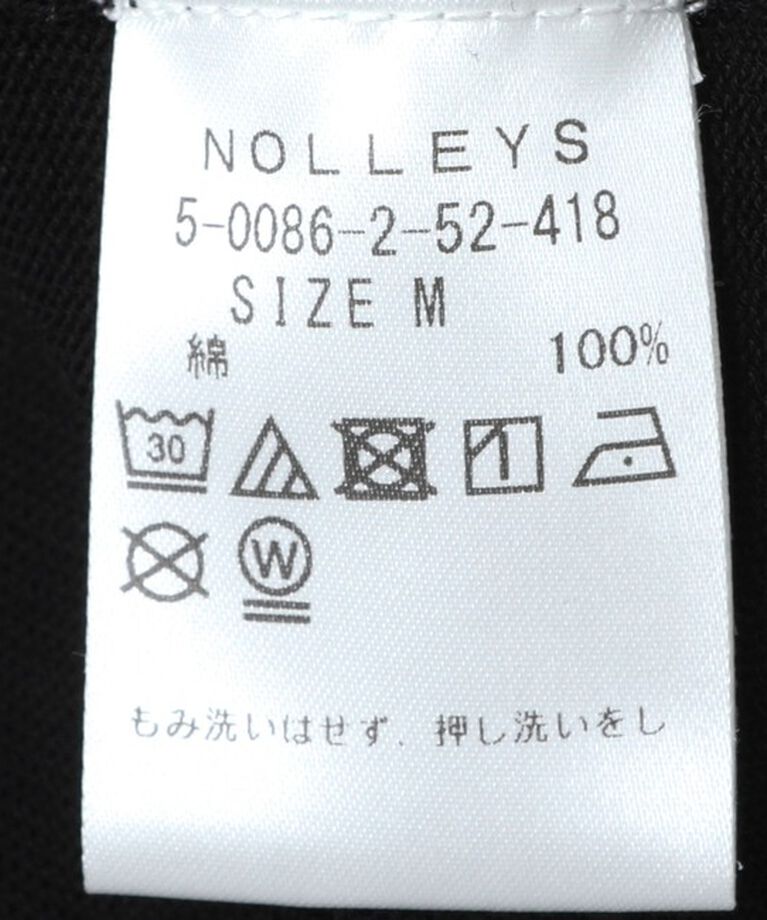 NOLLEYS
5-0086-2-52-418
SIZE M
綿 100%
30
W
もみ洗いはせず、押し洗いをし